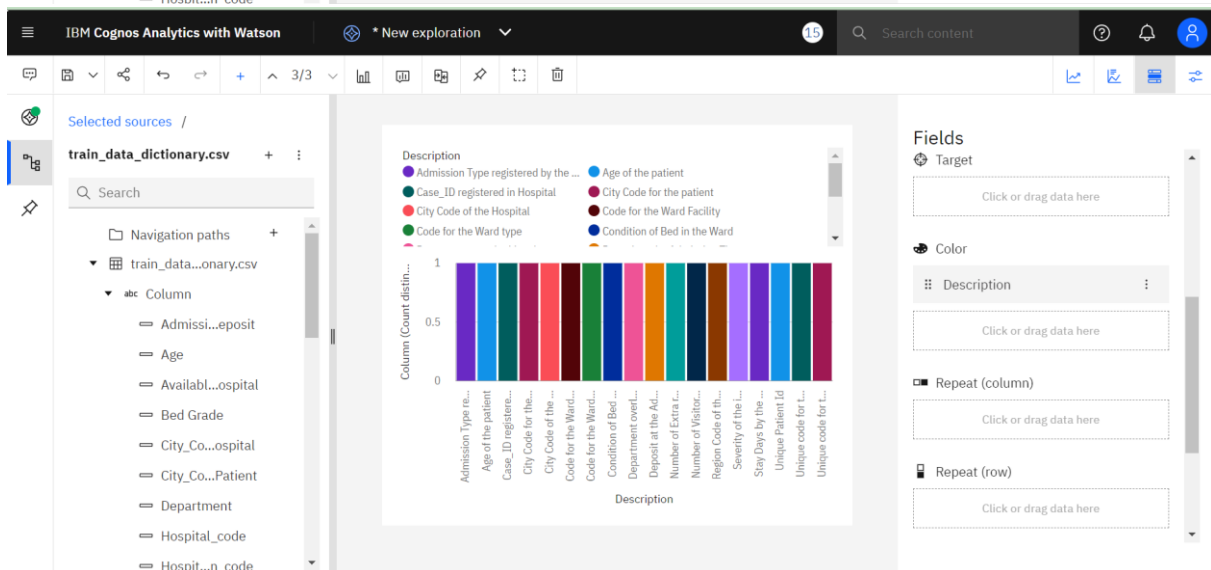 IBM Cognos Analytics with Watson
* New exploration
15
Search content
3/3
Selected sources /
train_data_dictionary.csv
Search
Navigation paths
train_data...onary.csv
abc Column
Admissi...eposit
Age
Availabl...ospital
Bed Grade
City_Co...ospital
City_Co...Patient
Department
Hospital_code
Hospit...n_code
Description
Admission Type registered by the ...
Age of the patient
Case_ID registered in Hospital
City Code for the patient
City Code of the Hospital
Code for the Ward Facility
Code for the Ward type
Condition of Bed in the Ward
Column (Count distin...
1
0.5
0
Admission Type re...
Age of the patient
Case_ID registere...
City Code for the...
City Code of the ...
Code for the Ward...
Code for the Ward...
Condition of Bed ...
Department overl...
Deposit at the Ad...
Number of Extra r...
Number of Visitor...
Region Code of th...
Severity of the i...
Stay Days by the ...
Unique Patient Id
Unique code for t...
Unique code for t...
Description
Fields
Target
Click or drag data here
Color
Description
Click or drag data here
Repeat (column)
Click or drag data here
Repeat (row)
Click or drag data here